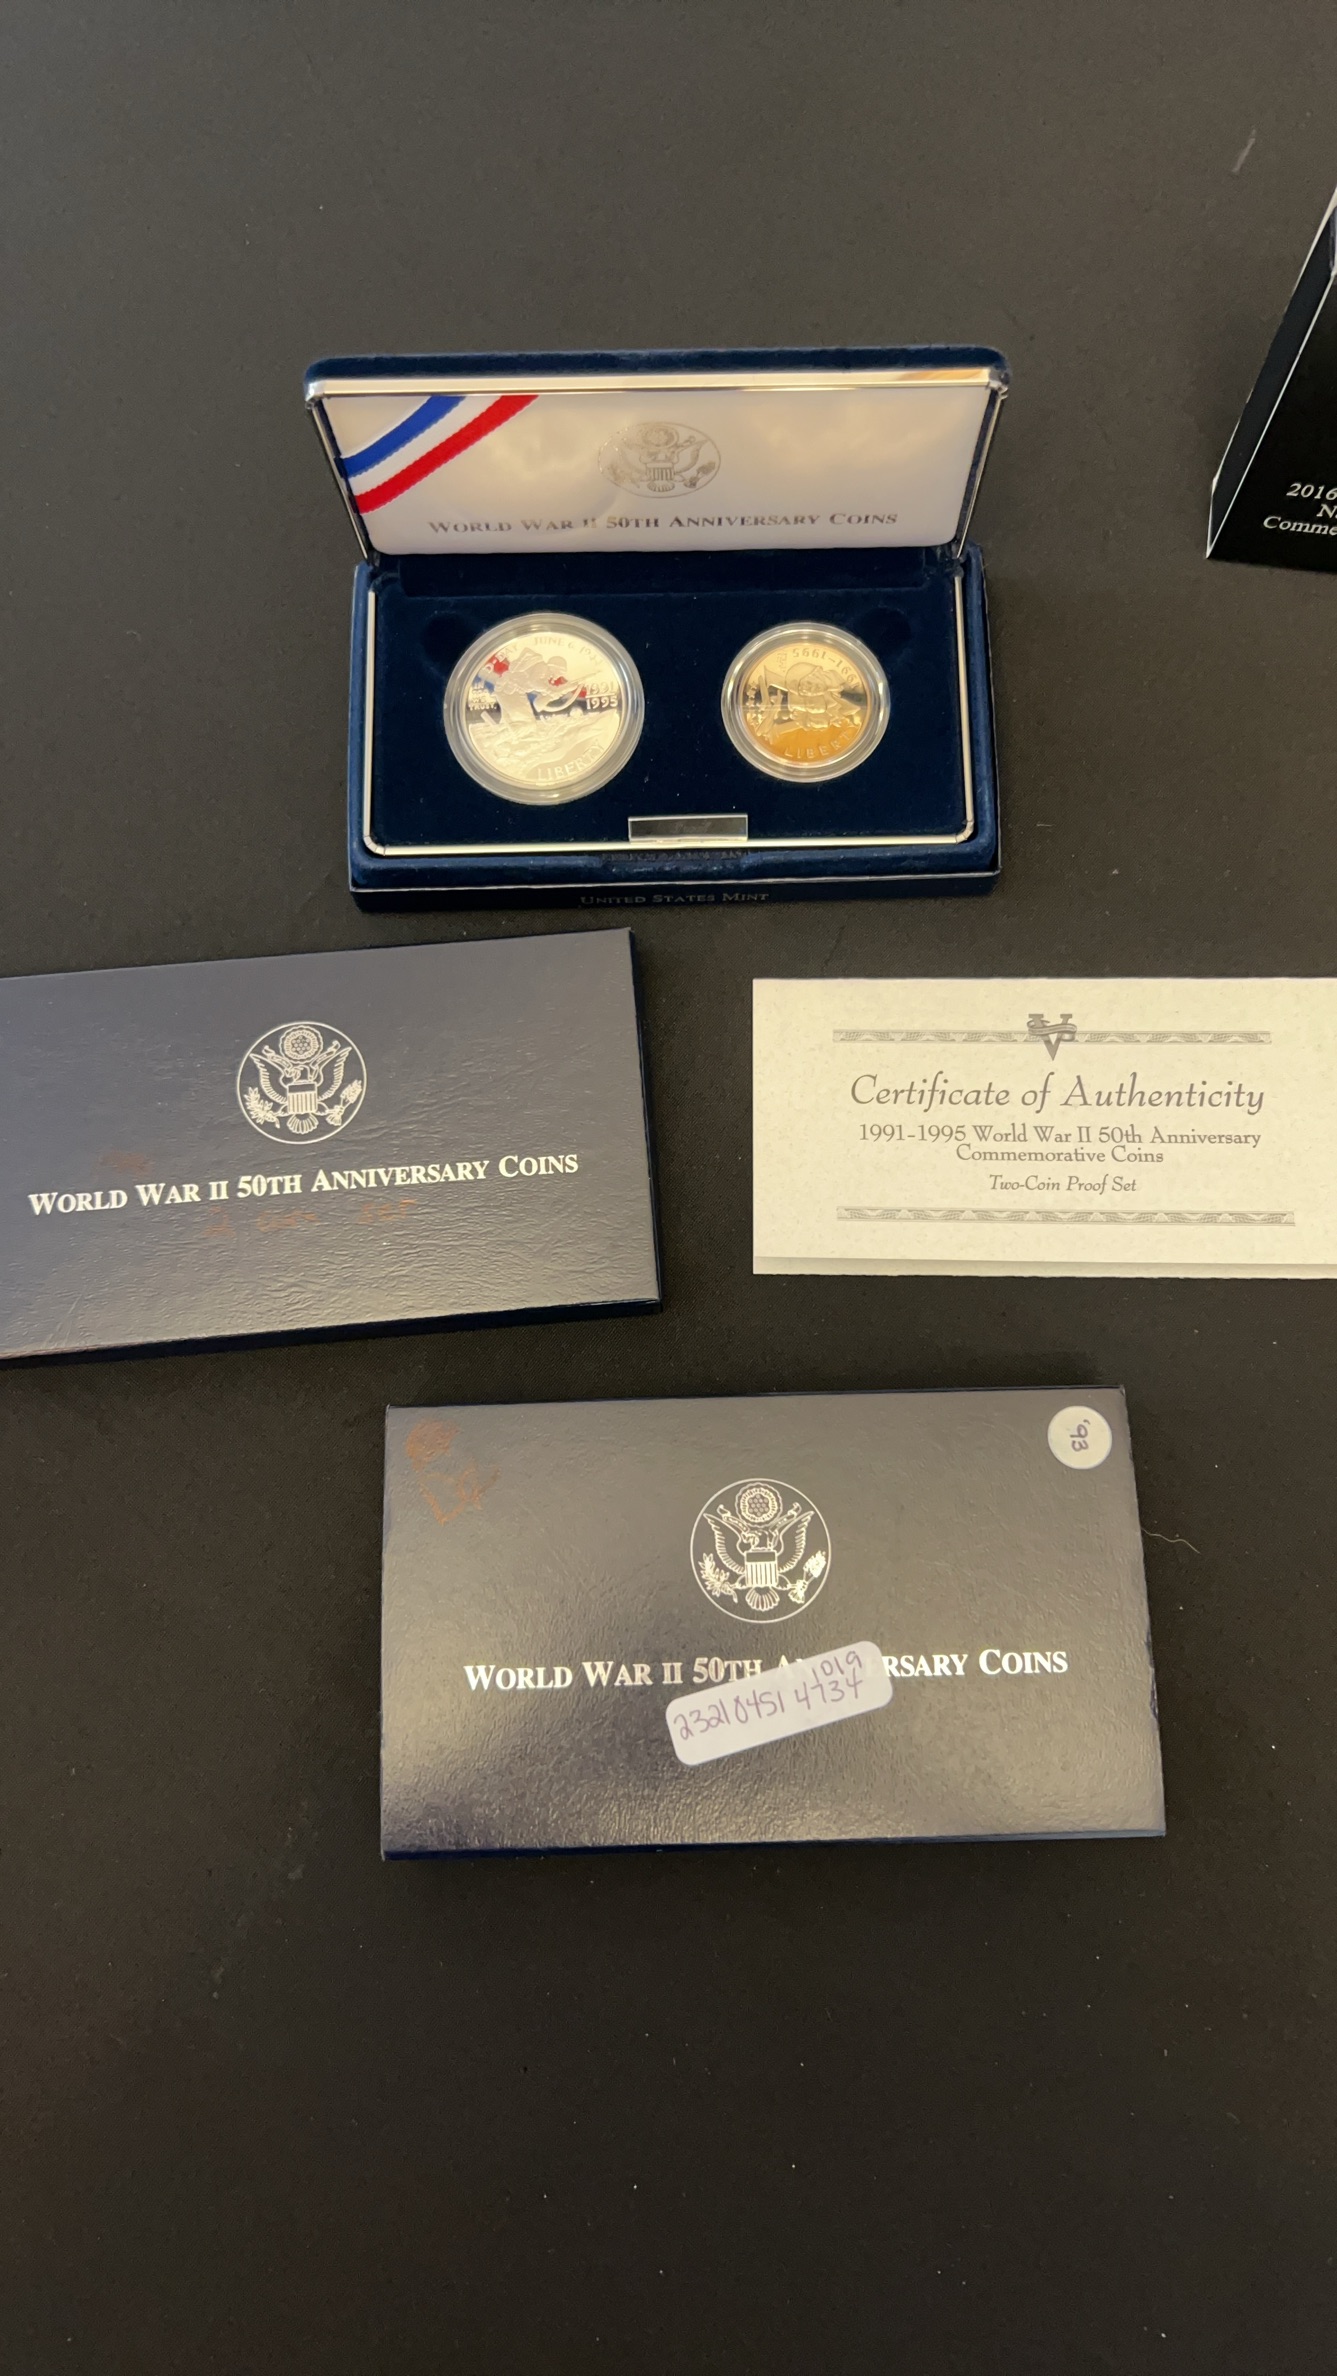 2016
Comme
WORLD WAR II 50TH ANNIVERSARY COINS
JUNE 6, 1944
TRUST,
1991
1995
LIBERTY
1991-1995
LIBERTY
UNITED STATES MINT
WORLD WAR II 50TH ANNIVERSARY COINS
V
Certificate of Authenticity
1991-1995 World War II 50th Anniversary
Commemorative Coins
Two-Coin Proof Set
'93
WORLD WAR II 50TH A RSARY COINS
1019
23210451 4734